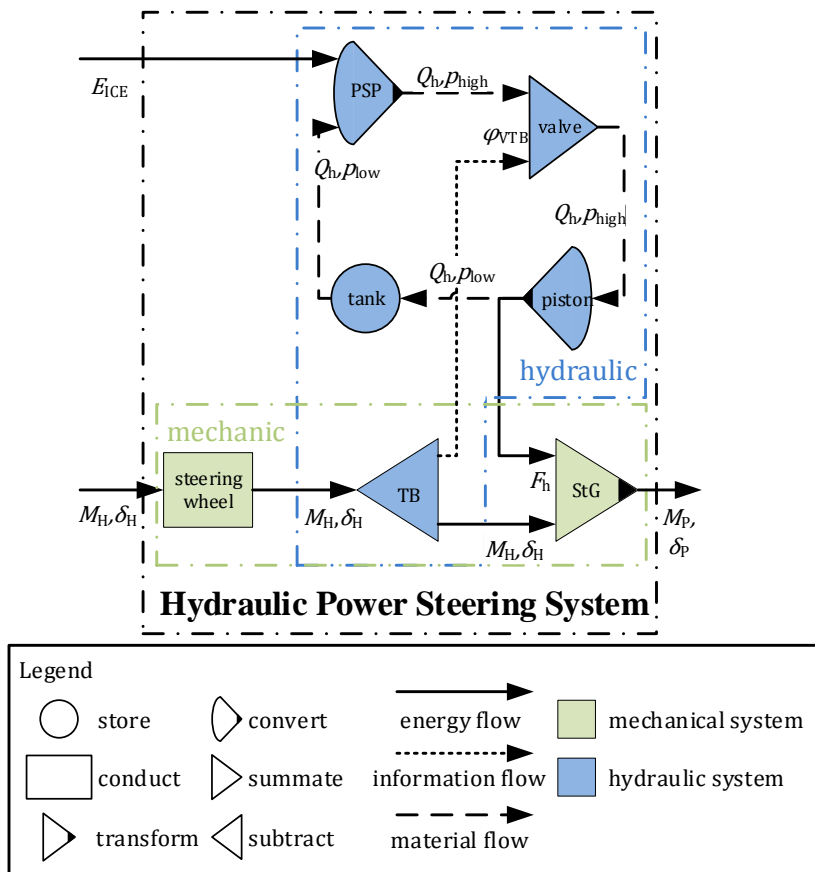 E_ICE
PSP
Q_h,p_high
valve
φ_VTB
Q_h,p_low
Q_h,p_high
Q_h,p_low
tank
piston
hydraulic
mechanic
steering
wheel
TB
F_h
StG
M_H,δ_H
M_H,δ_H
M_H,δ_H
M_P,
δ_P
Hydraulic Power Steering System
Legend
store
convert
energy flow
mechanical system
conduct
summate
information flow
hydraulic system
transform
subtract
material flow